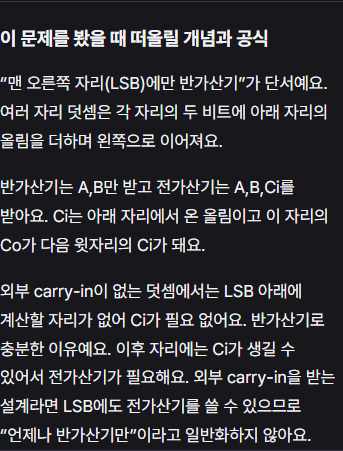 이 문제를 봤을 때 떠올릴 개념과 공식
“맨 오른쪽 자리(LSB)에만 반가산기”가 단서예요.
여러 자리 덧셈은 각 자리의 두 비트에 아래 자리의
올림을 더하며 왼쪽으로 이어져요.
반가산기는 A,B만 받고 전가산기는 A,B,Ci를
받아요. Ci는 아래 자리에서 온 올림이고 이 자리의
Co가 다음 윗자리의 Ci가 돼요.
외부 carry-in이 없는 덧셈에서는 LSB 아래에
계산할 자리가 없어 Ci가 필요 없어요. 반가산기로
충분한 이유예요. 이후 자리에는 Ci가 생길 수
있어서 전가산기가 필요해요. 외부 carry-in을 받는
설계라면 LSB에도 전가산기를 쓸 수 있으므로
“언제나 반가산기만”이라고 일반화하지 않아요.